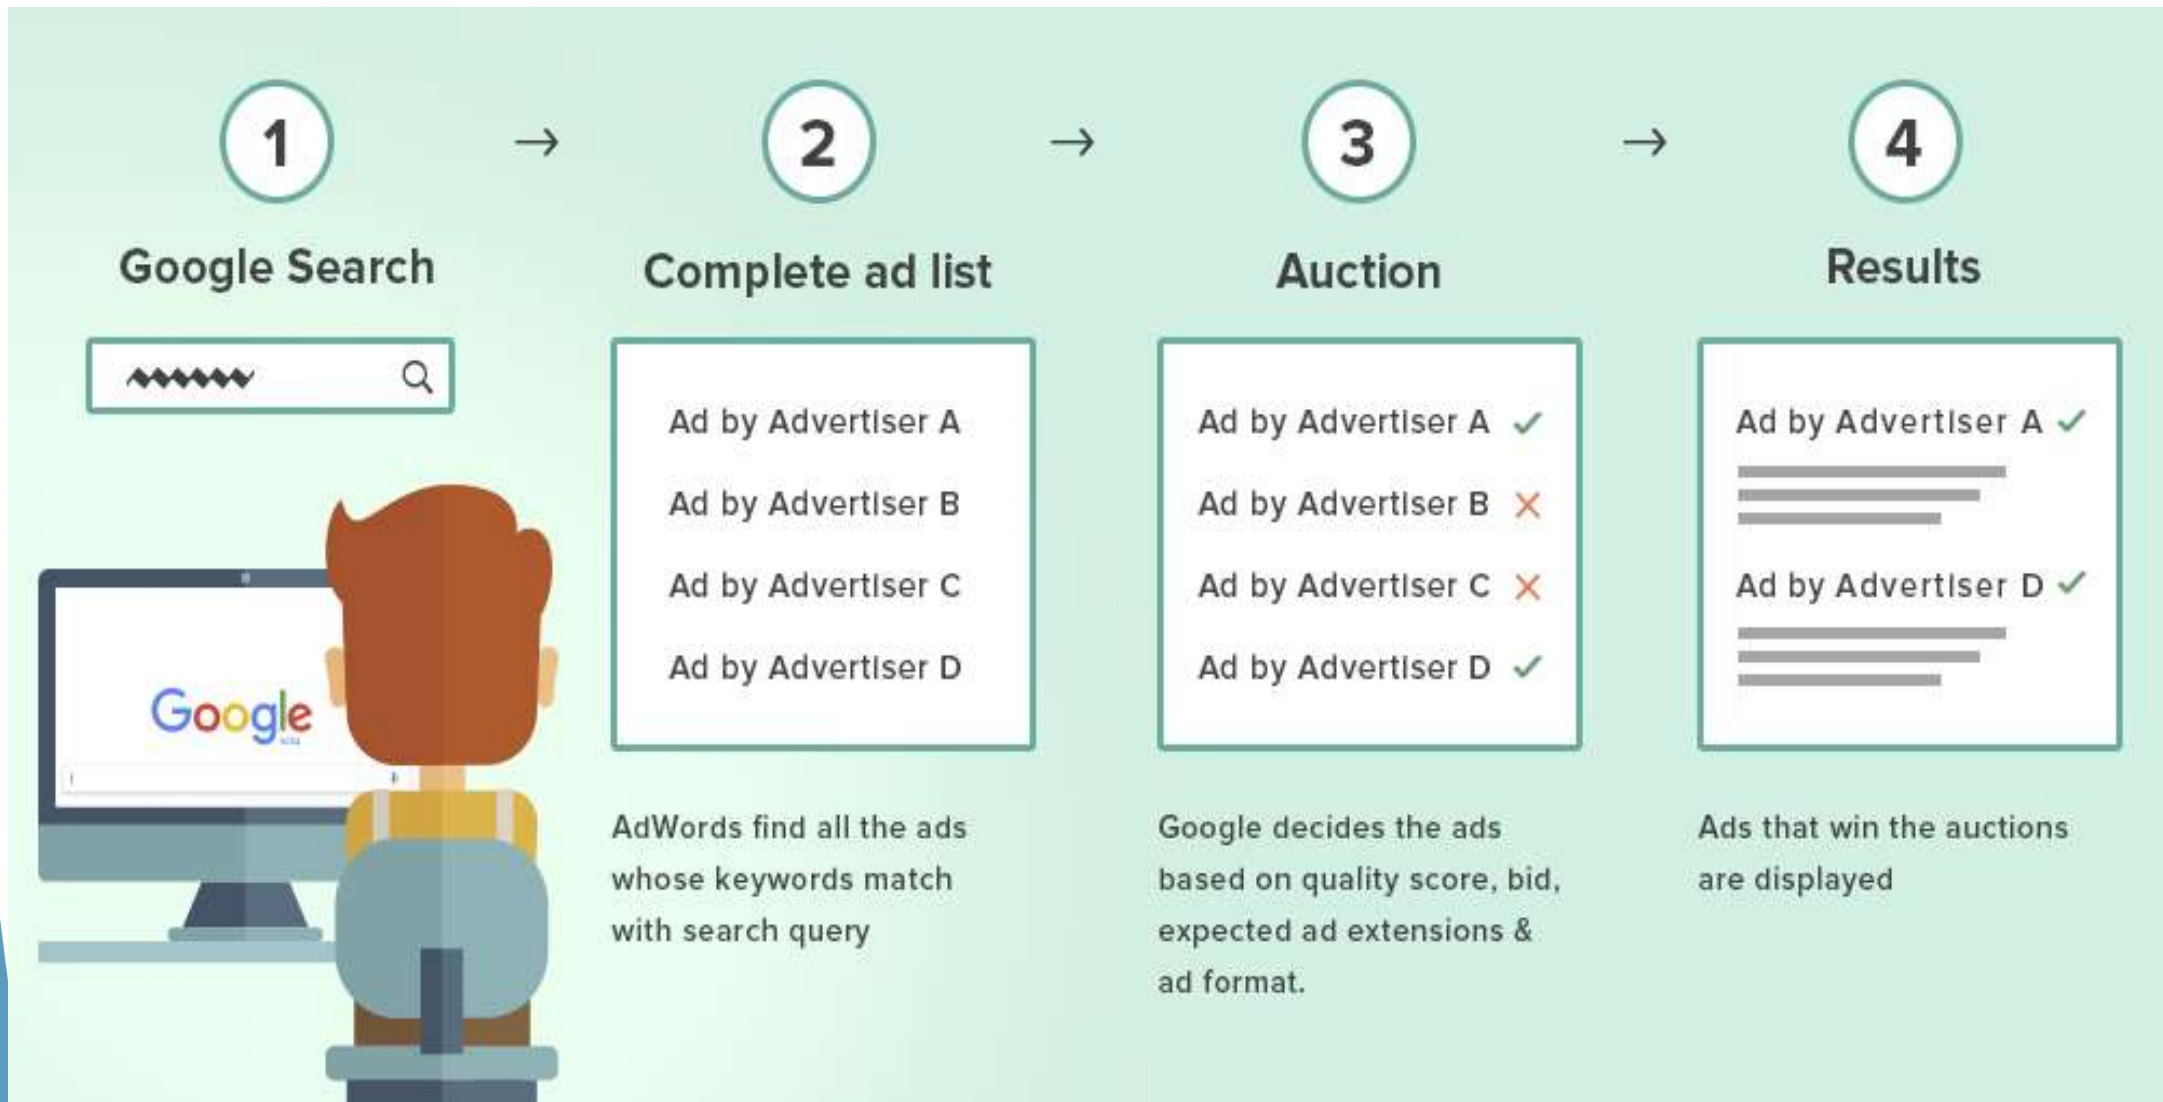 1
→
2
→
3
→
4
Google Search
Complete ad list
Auction
Results
Google
Ad by Advertiser A
Ad by Advertiser B
Ad by Advertiser C
Ad by Advertiser D
AdWords find all the ads
whose keywords match
with search query
Ad by Advertiser A ✓
Ad by Advertiser B ✕
Ad by Advertiser C ✕
Ad by Advertiser D ✓
Google decides the ads
based on quality score, bid,
expected ad extensions &
ad format.
Ad by Advertiser A ✓
Ad by Advertiser D ✓
Ads that win the auctions
are displayed